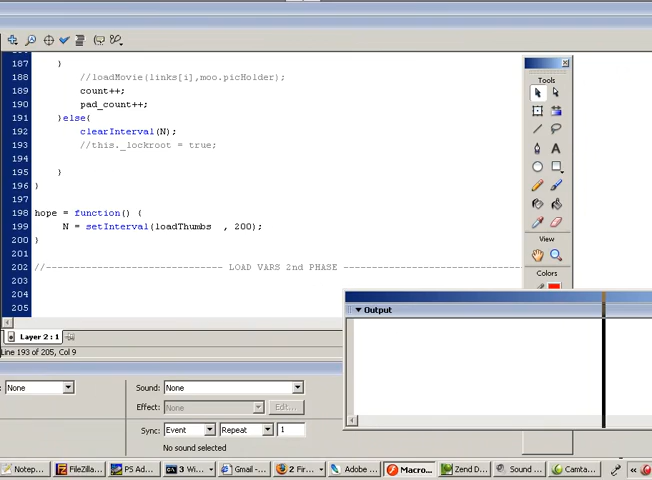 187 }
188 //loadMovie(links[i],moo.picHolder);
189 count++;
190 pad_count++;
191 }else{
192 clearInterval(N);
193 //this._lockroot = true;
194
195 }
196 }
197
198 hope = function() {
199 N = setInterval(loadThumbs , 200);
200 }
201
202 //------------------------------ LOAD VARS 2nd PHASE -------------------------------
203
204
205
Layer 2 : 1
Line 193 of 205, Col 9
Tools
View
Colors
Output
None
Sound: None
Effect: None Edit...
Sync: Event Repeat 1
No sound selected
Notep...
FileZilla...
PS Ad...
3 Wi...
Gmail -...
2 Fir...
Adobe ...
Macro...
Zend D...
Sound ...
Camta...
«